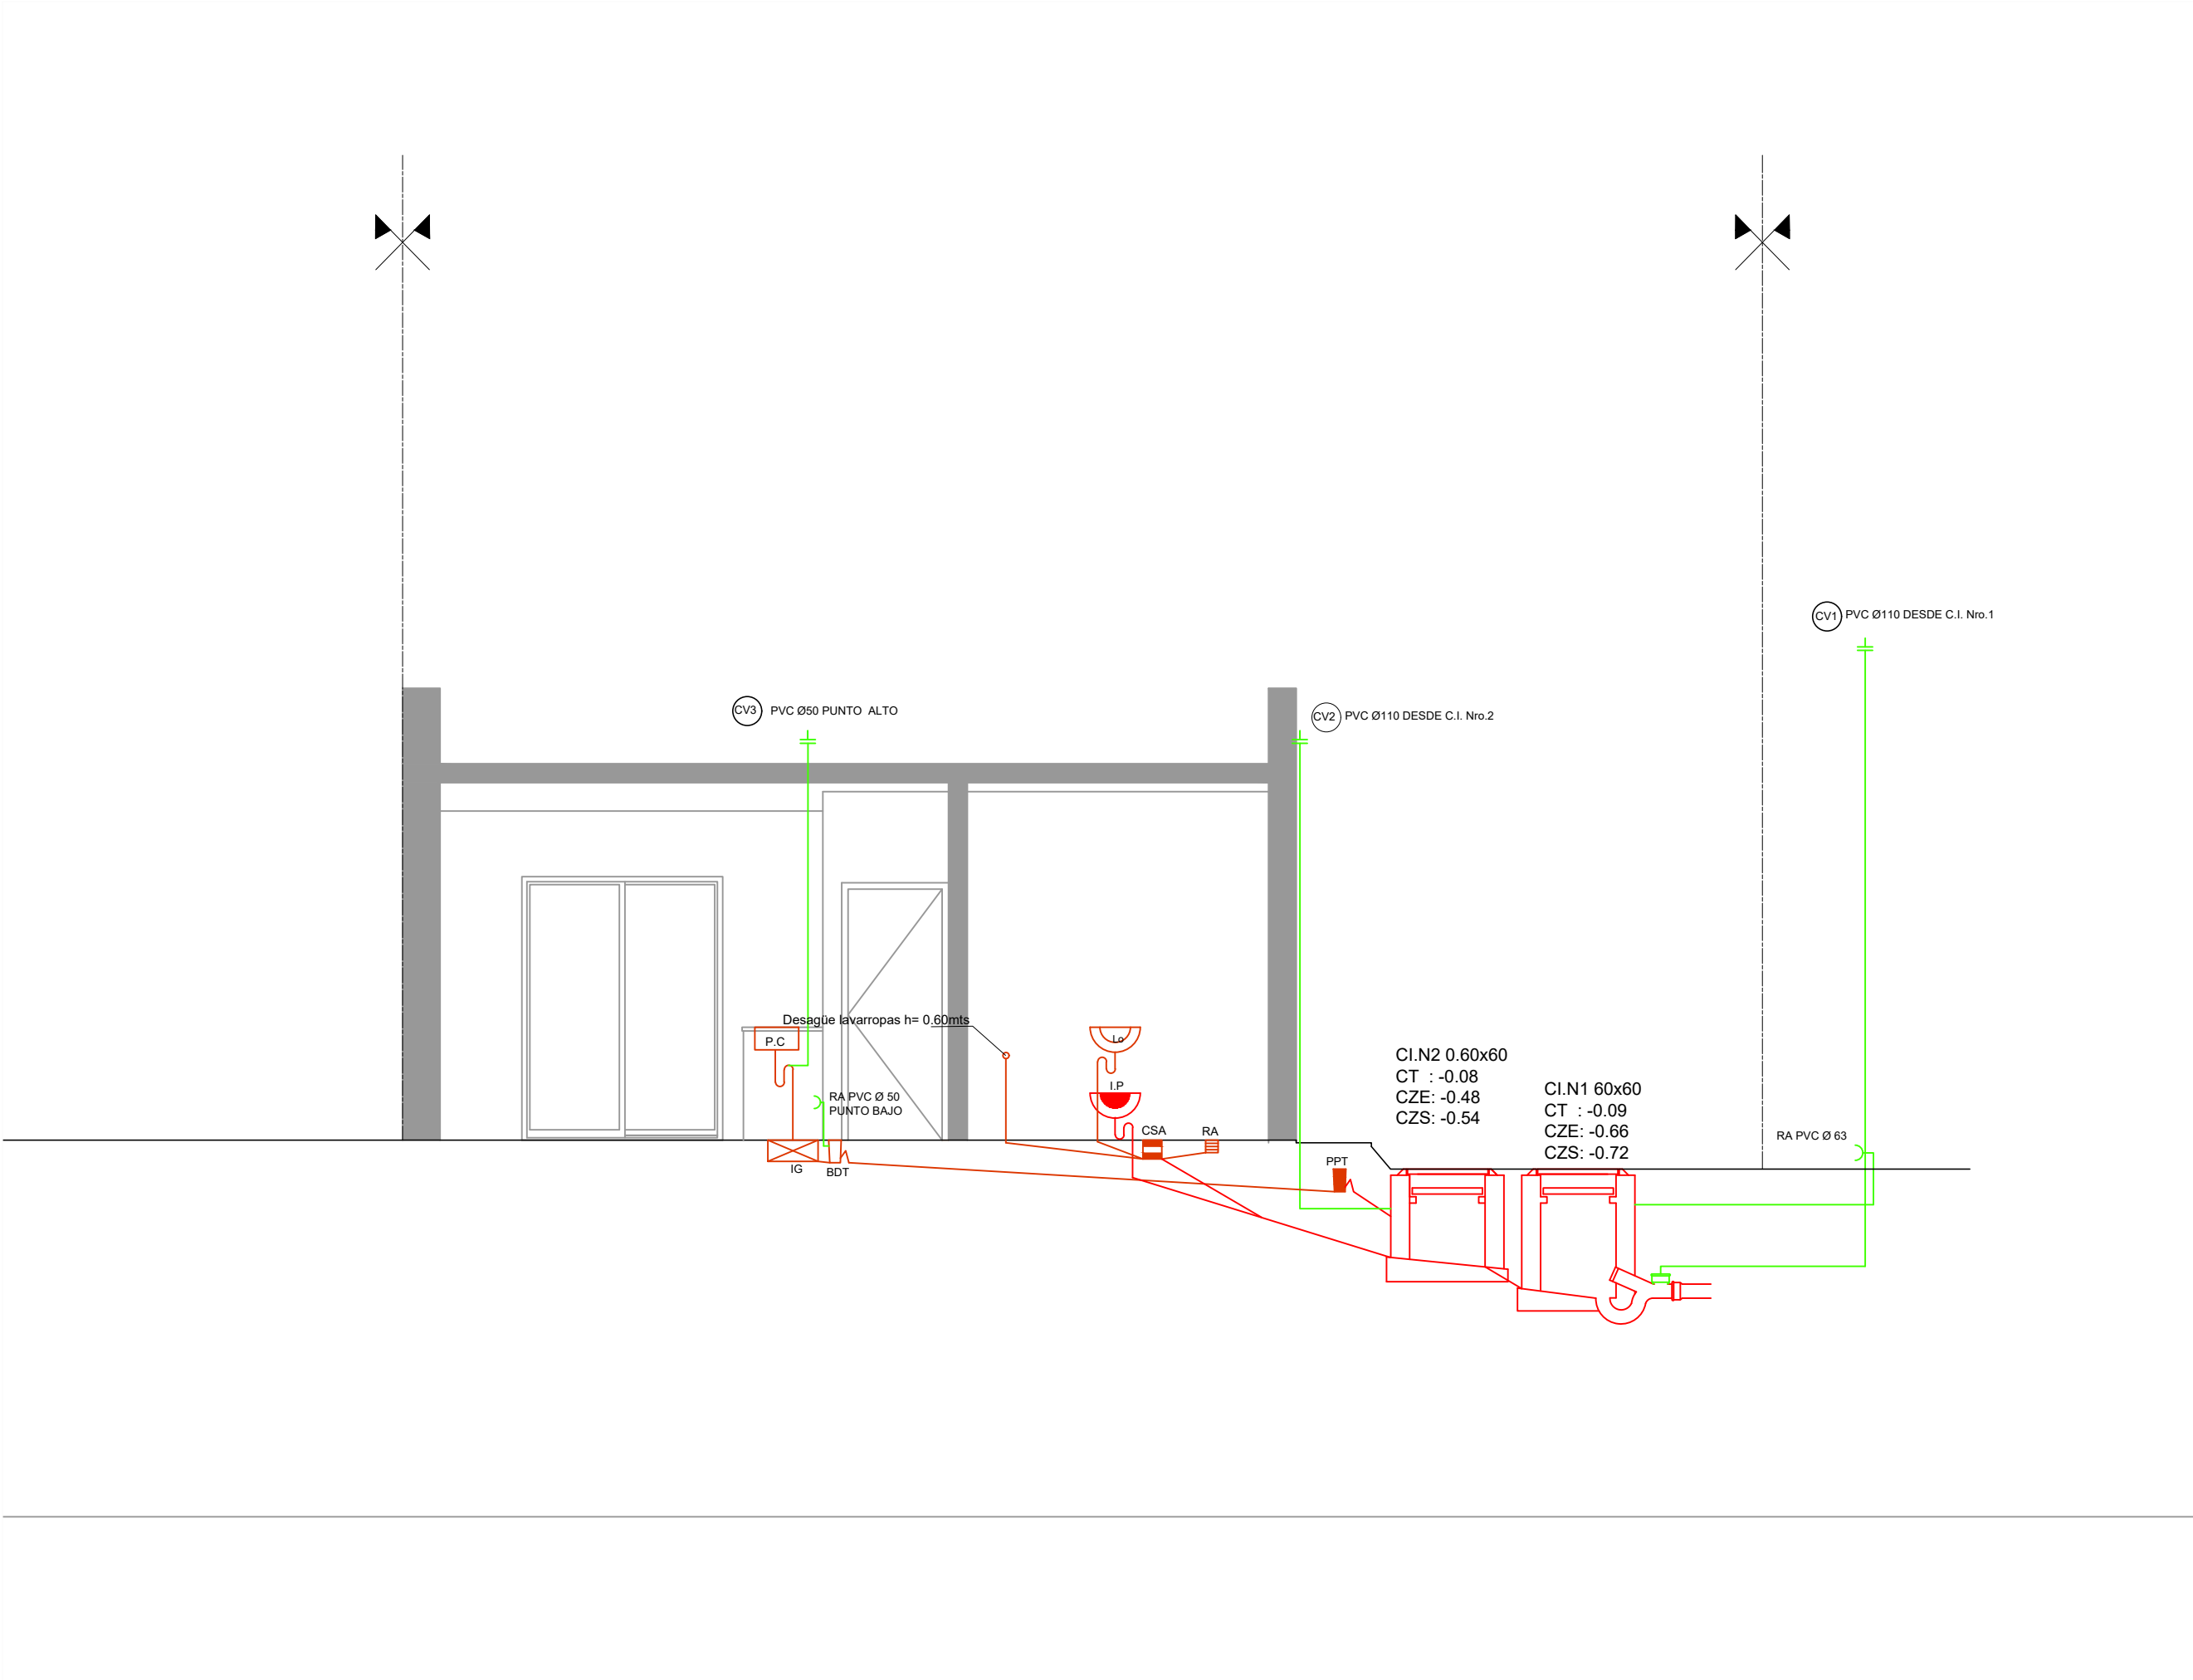 CV1 PVC Ø110 DESDE C.I. Nro.1
CV3 PVC Ø50 PUNTO ALTO
CV2 PVC Ø110 DESDE C.I. Nro.2
Desagüe lavarropas h= 0.60mts
P.C
Lo
I.P
RA PVC Ø 50
PUNTO BAJO
CI.N2 0.60x60
CT : -0.08
CZE: -0.48
CZS: -0.54
CI.N1 60x60
CT : -0.09
CZE: -0.66
CZS: -0.72
CSA
RA
RA PVC Ø 63
IG
BDT
PPT